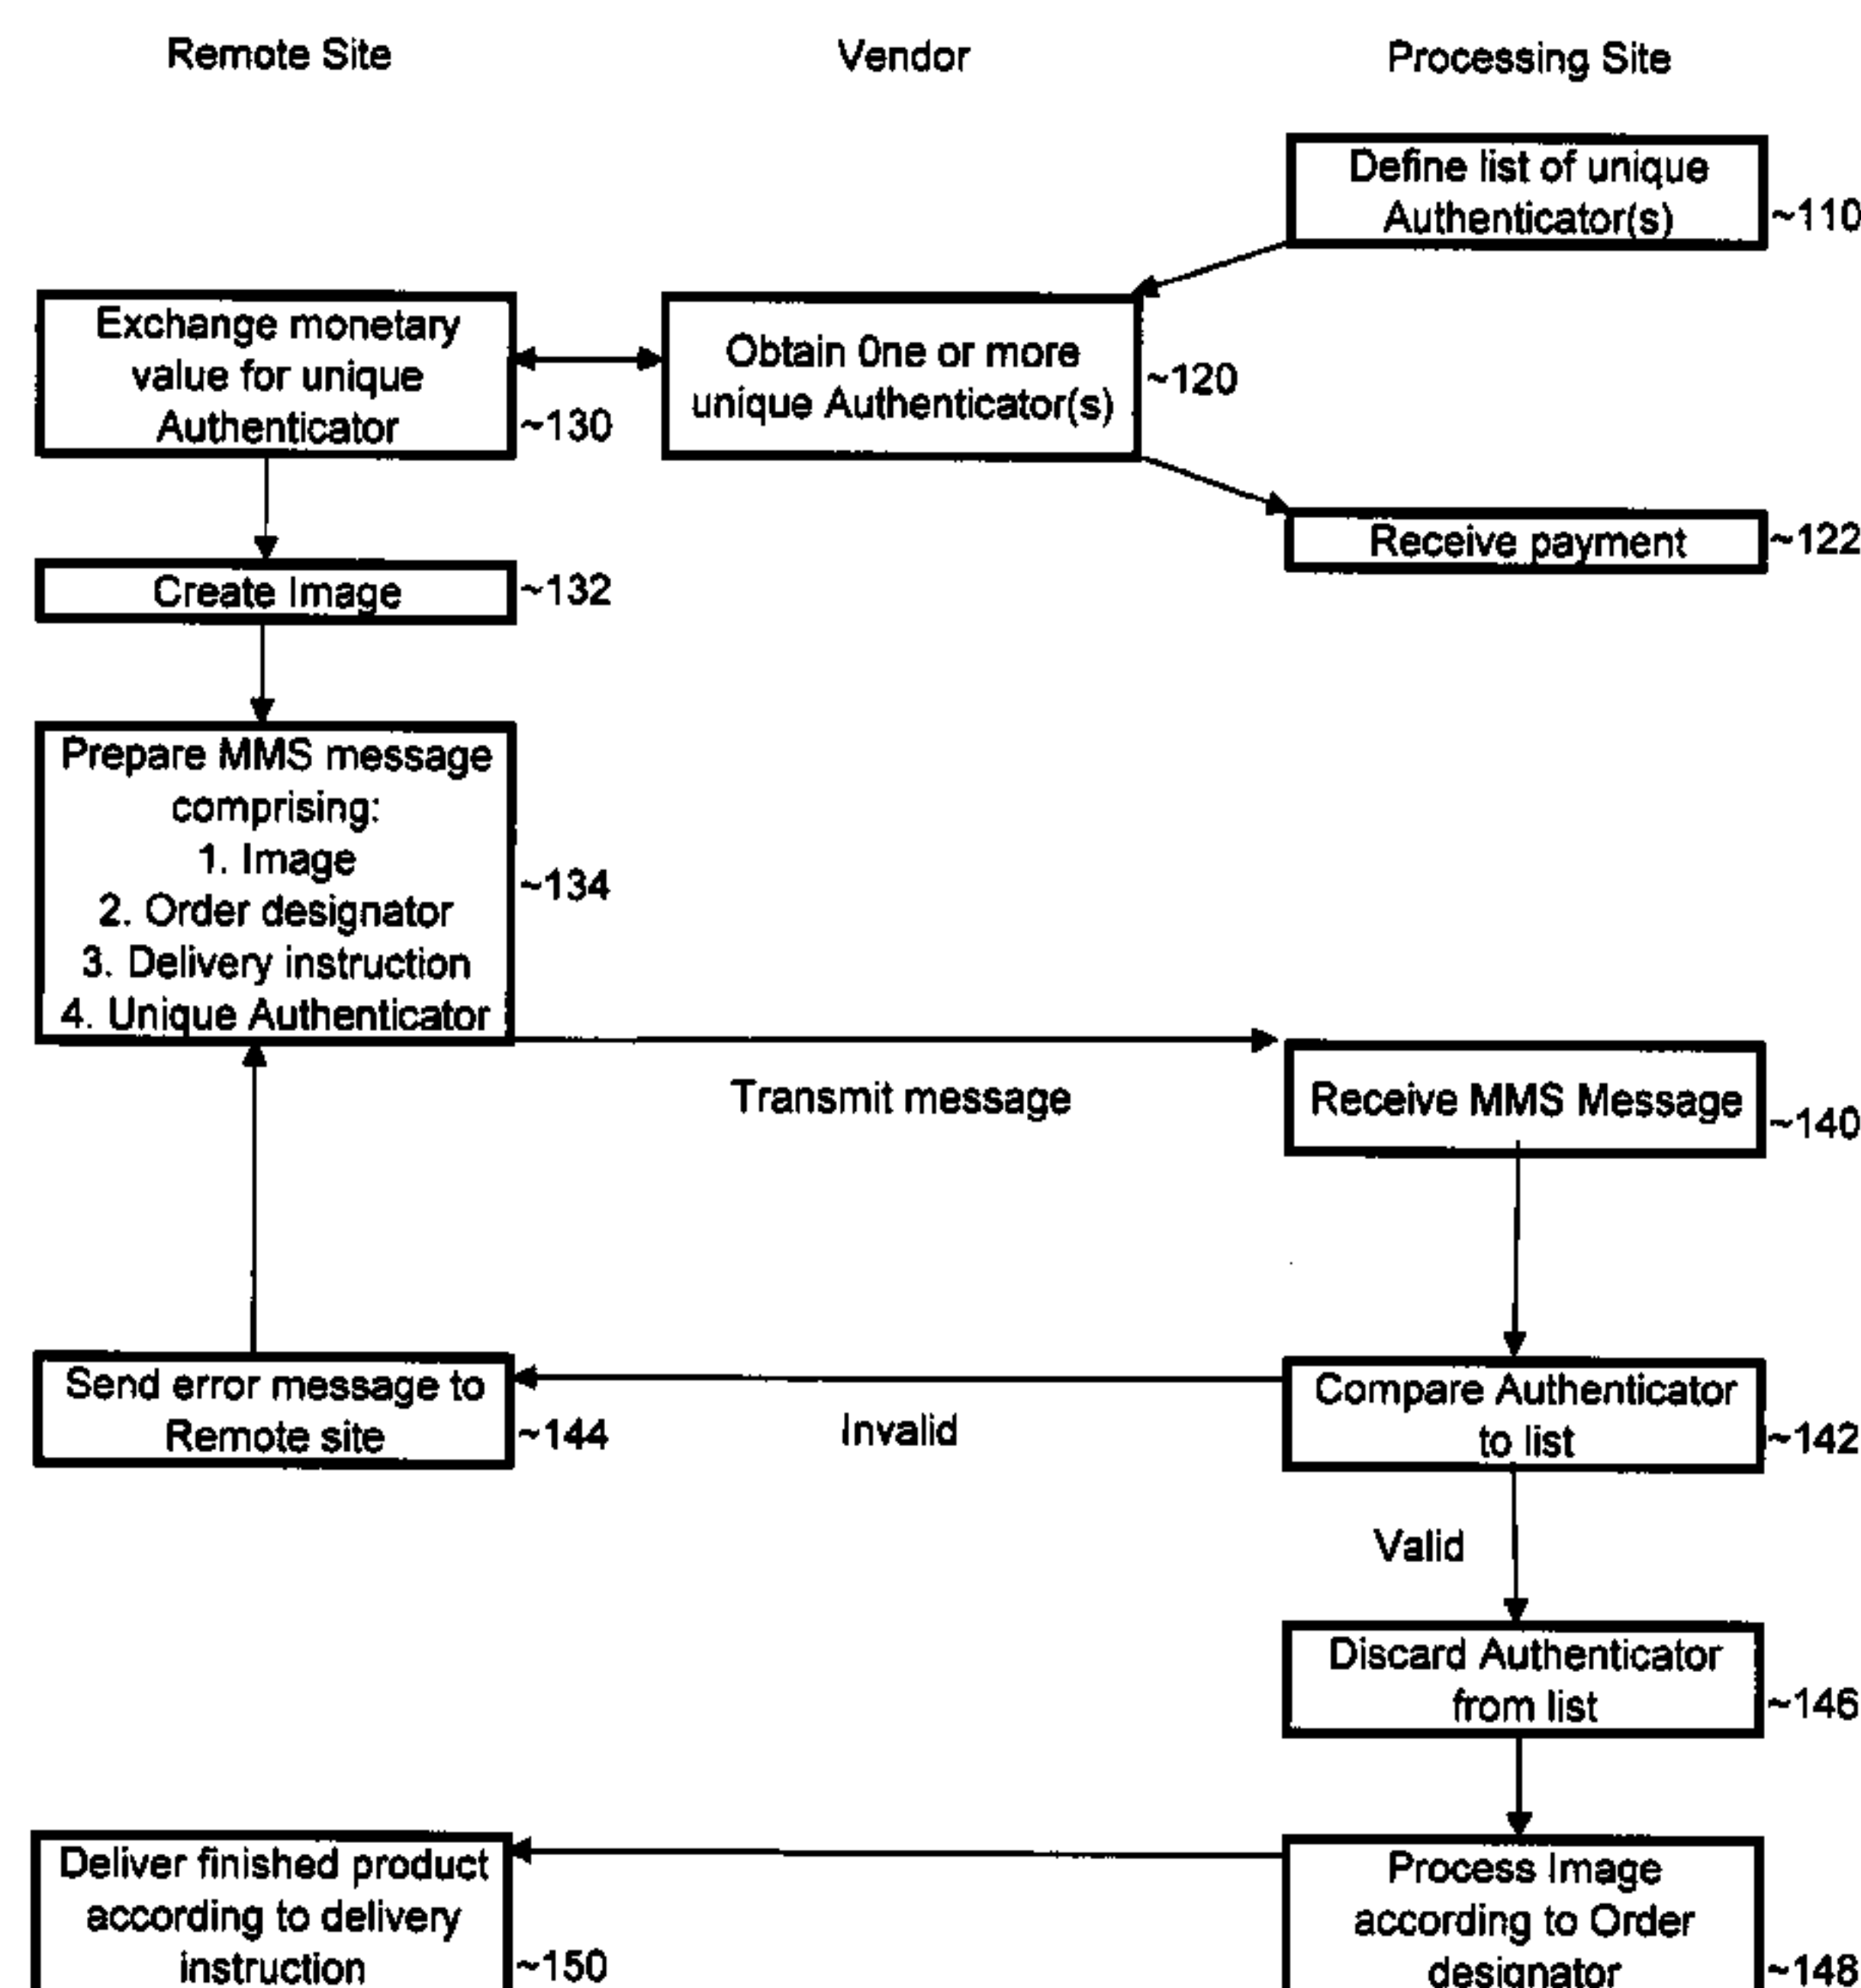 Remote Site
Vendor
Processing Site
Define list of unique
Authenticator(s)
~110
Exchange monetary
value for unique
Authenticator
~130
Obtain 0ne or more
unique Authenticator(s)
~120
Receive payment
~122
Create Image
~132
Prepare MMS message
comprising:
1. Image
2. Order designator
3. Delivery instruction
4. Unique Authenticator
~134
Transmit message
Receive MMS Message
~140
Send error message to
Remote site
~144
Invalid
Compare Authenticator
to list
~142
Valid
Discard Authenticator
from list
~146
Deliver finished product
according to delivery
instruction
~150
Process Image
according to Order
designator
~148